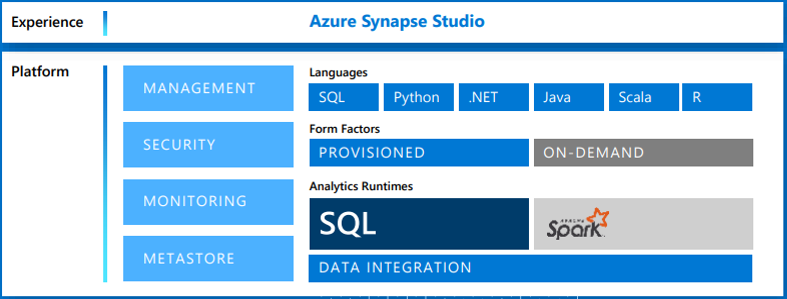 Experience
Azure Synapse Studio
Platform
MANAGEMENT
SECURITY
MONITORING
METASTORE
Languages
SQL Python .NET Java Scala R
Form Factors
PROVISIONED ON-DEMAND
Analytics Runtimes
SQL
APACHE
Spark
DATA INTEGRATION